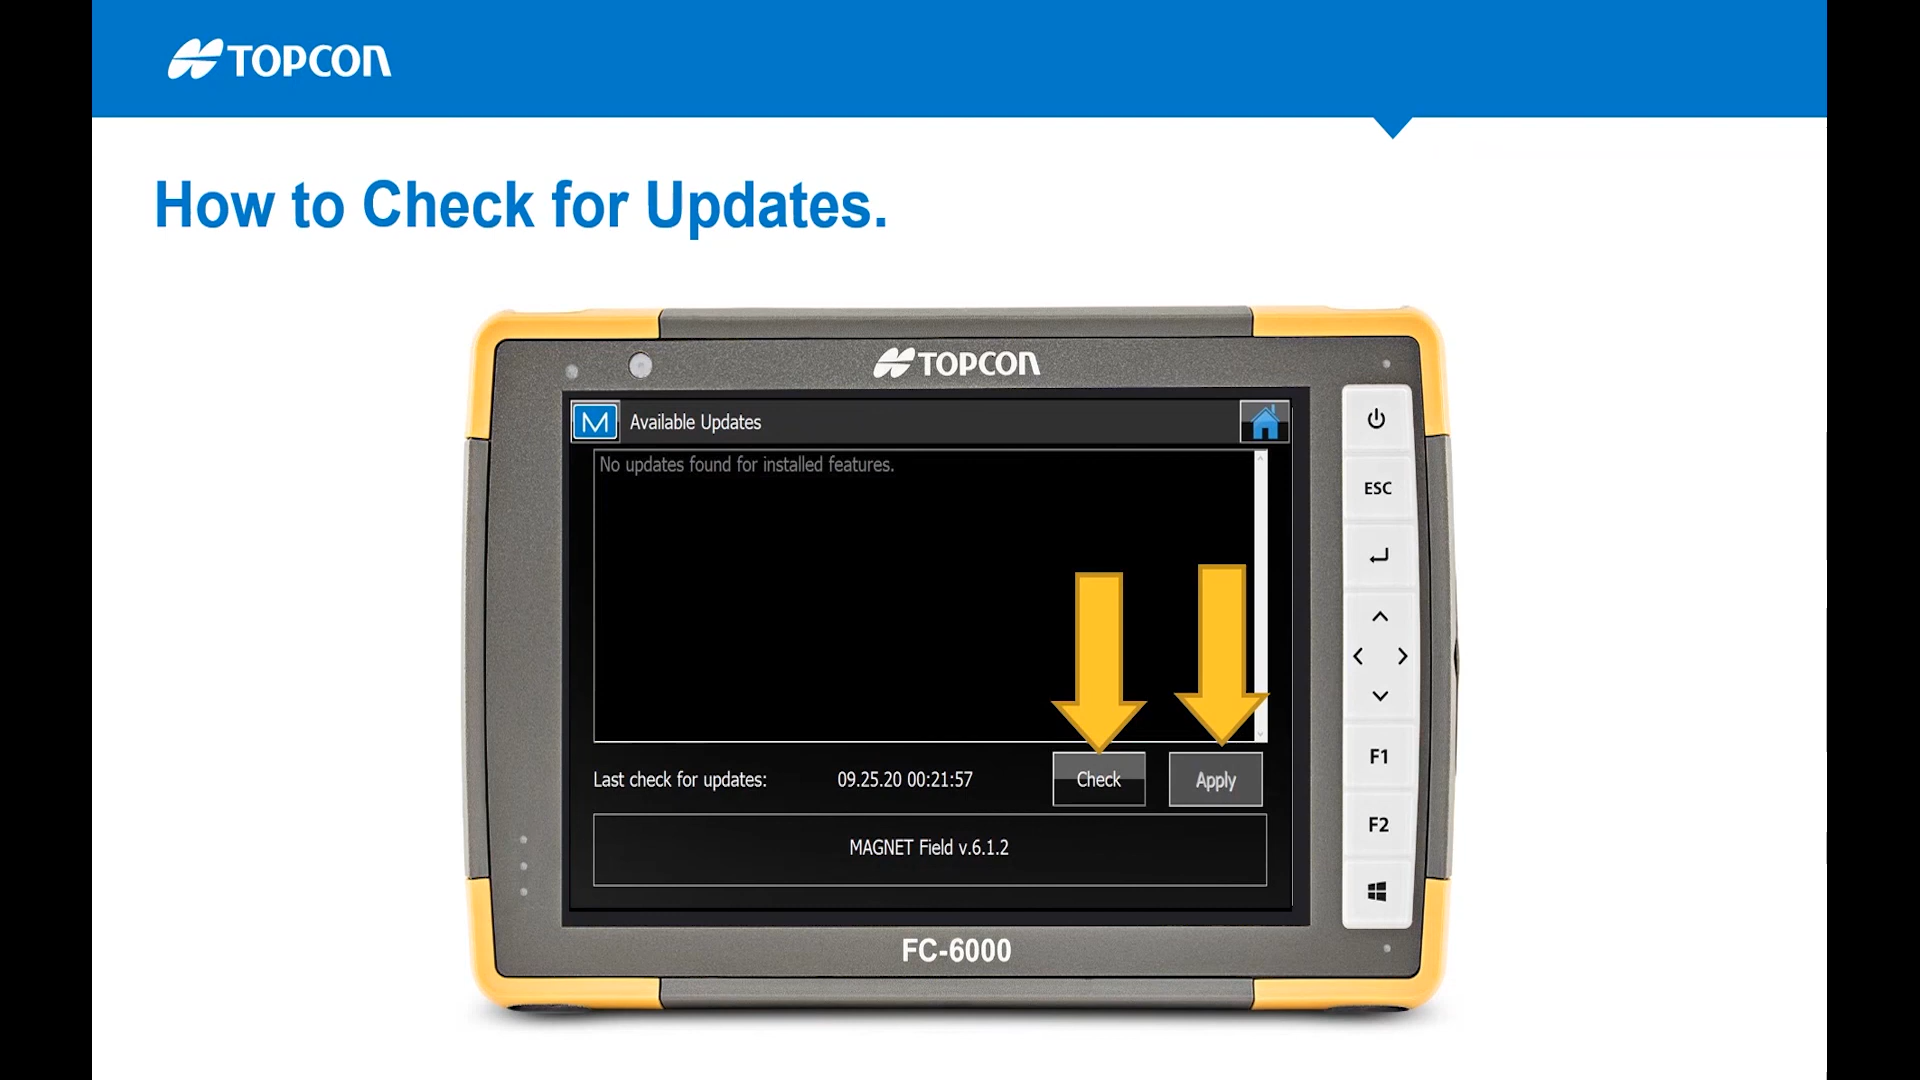 TOPCON
How to Check for Updates.
TOPCON
M Available Updates
No updates found for installed features.
Last check for updates: 09.25.20 00:21:57 Check Apply
MAGNET Field v.6.1.2
ESC
F1
F2
FC-6000